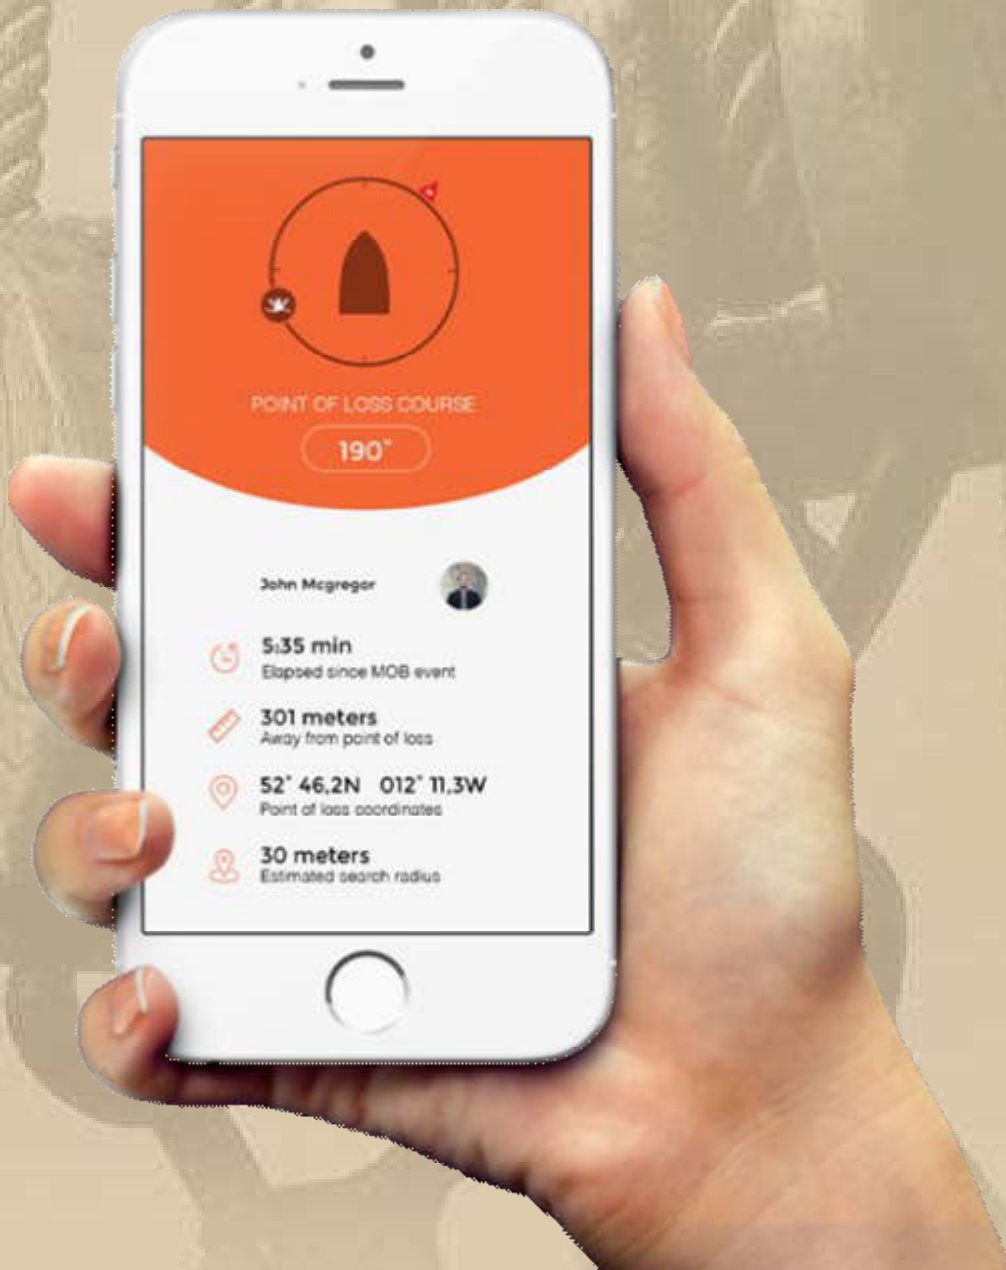 POINT OF LOSS COURSE
190°
John Mcgregor
5:35 min
Elapsed since MOB event
301 meters
Away from point of loss
52° 46,2N 012° 11,3W
Point of loss coordinates
30 meters
Estimated search radius